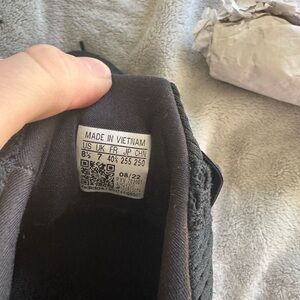 MADE IN VIETNAM
US UK FR JP CHN
8½ 7 40⅔ 255 250
08/22